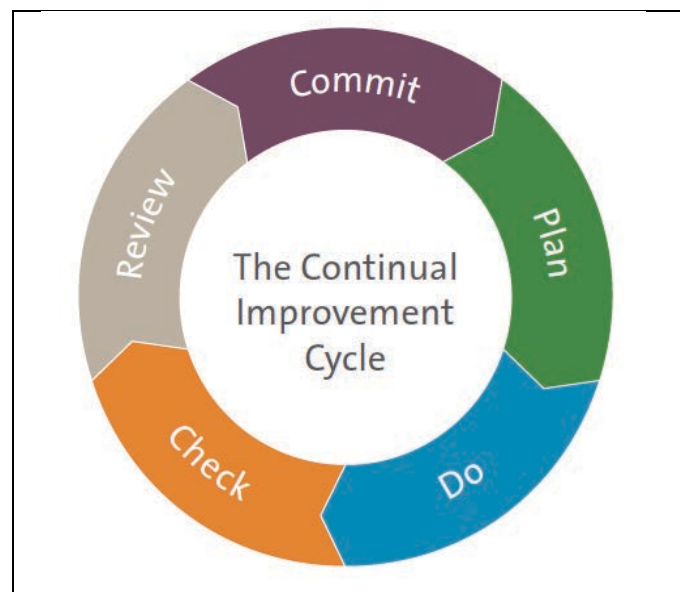 Commit
Plan
Do
Check
Review
The Continual
Improvement
Cycle